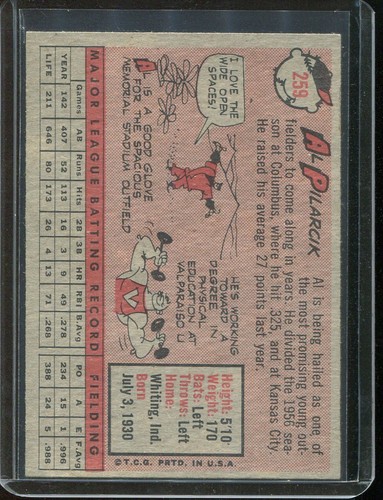 259
AL PILARCIK
Al is being hailed as one of
the most promising young out-
fielders to come along in years. He divided the 1956 sea-
son at Columbus, where he hit .325, and at Kansas City.
He raised his average 27 points last year.
I LOVE THE
WIDE OPEN
SPACES!
AL IS A GOOD GLOVE
FOR THE SPACIOUS
MEMORIAL STADIUM OUTFIELD
HE'S WORKING
TOWARD A
DEGREE IN
PHYSICAL
EDUCATION AT
VALPARAISO U
V
Height: 5'10"
Weight: 170
Bats: Left
Throws: Left
Home:
Whiting, Ind.
Born
July 3, 1930
MAJOR LEAGUE BATTING RECORD FIELDING
Games AB Runs Hits 2B 3B HR RBI B.Avg PO A E F.Avg
YEAR 142 407 52 113 16 3 9 49 .278 234 15 1 .996
LIFE 211 646 80 173 26 4 13 71 .268 388 24 5 .988
© T.C.G. PRTD. IN U.S.A.